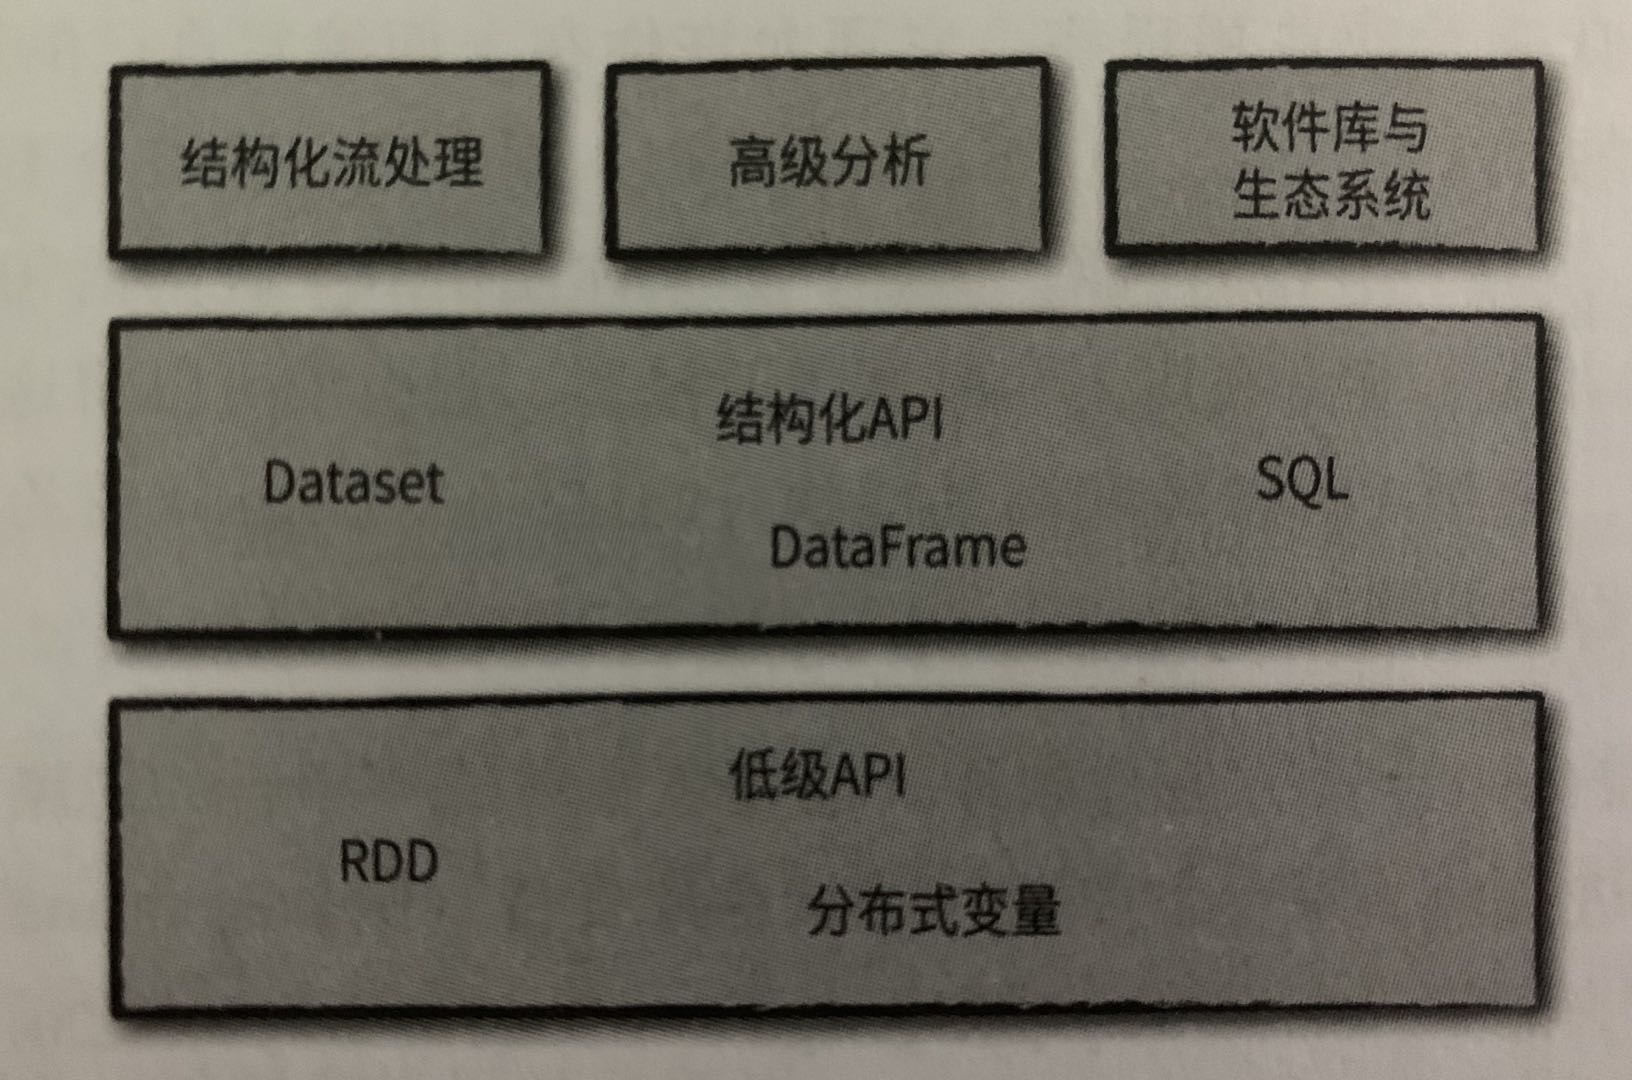 结构化流处理
高级分析
软件库与
生态系统
结构化API
Dataset
SQL
DataFrame
低级API
RDD
分布式变量